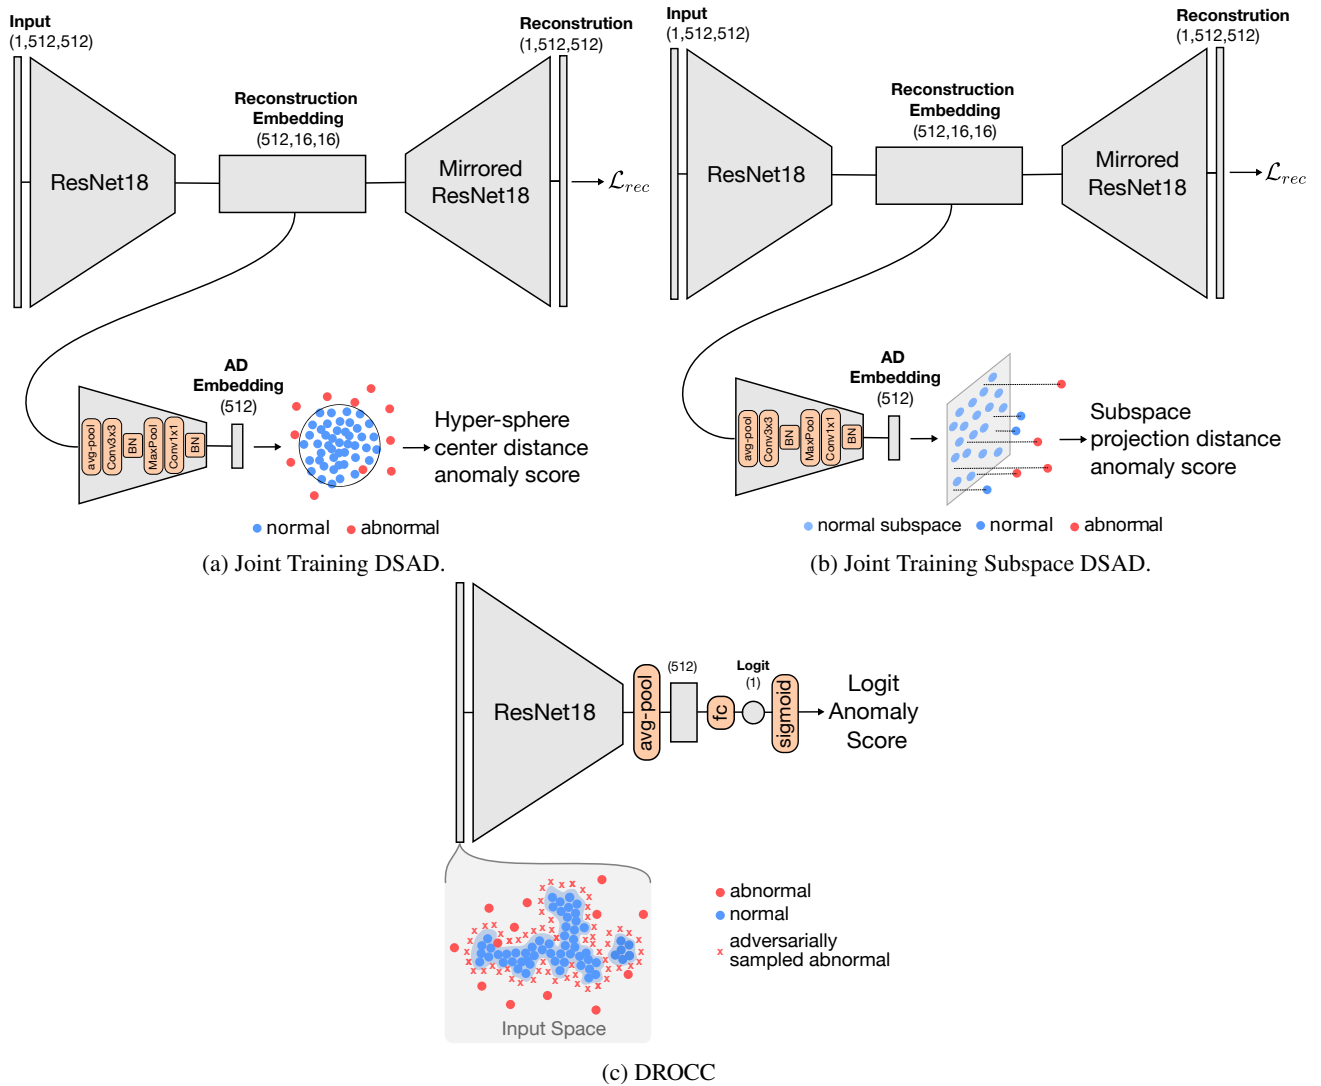 Input
(1,512,512)
Reconstrution
(1,512,512)
Reconstruction
Embedding
(512,16,16)
ResNet18
Mirrored
ResNet18
ℒrec
AD
Embedding
(512)
avg-pool
Conv3x3
BN
MaxPool
Conv1x1
BN
Hyper-sphere
center distance
anomaly score
normal
abnormal
(a) Joint Training DSAD.
Input
(1,512,512)
Reconstrution
(1,512,512)
Reconstruction
Embedding
(512,16,16)
ResNet18
Mirrored
ResNet18
ℒrec
AD
Embedding
(512)
avg-pool
Conv3x3
BN
MaxPool
Conv1x1
BN
Subspace
projection distance
anomaly score
normal subspace
normal
abnormal
(b) Joint Training Subspace DSAD.
ResNet18
avg-pool
(512)
fc
Logit
(1)
sigmoid
Logit
Anomaly
Score
abnormal
normal
adversarially
sampled abnormal
Input Space
(c) DROCC